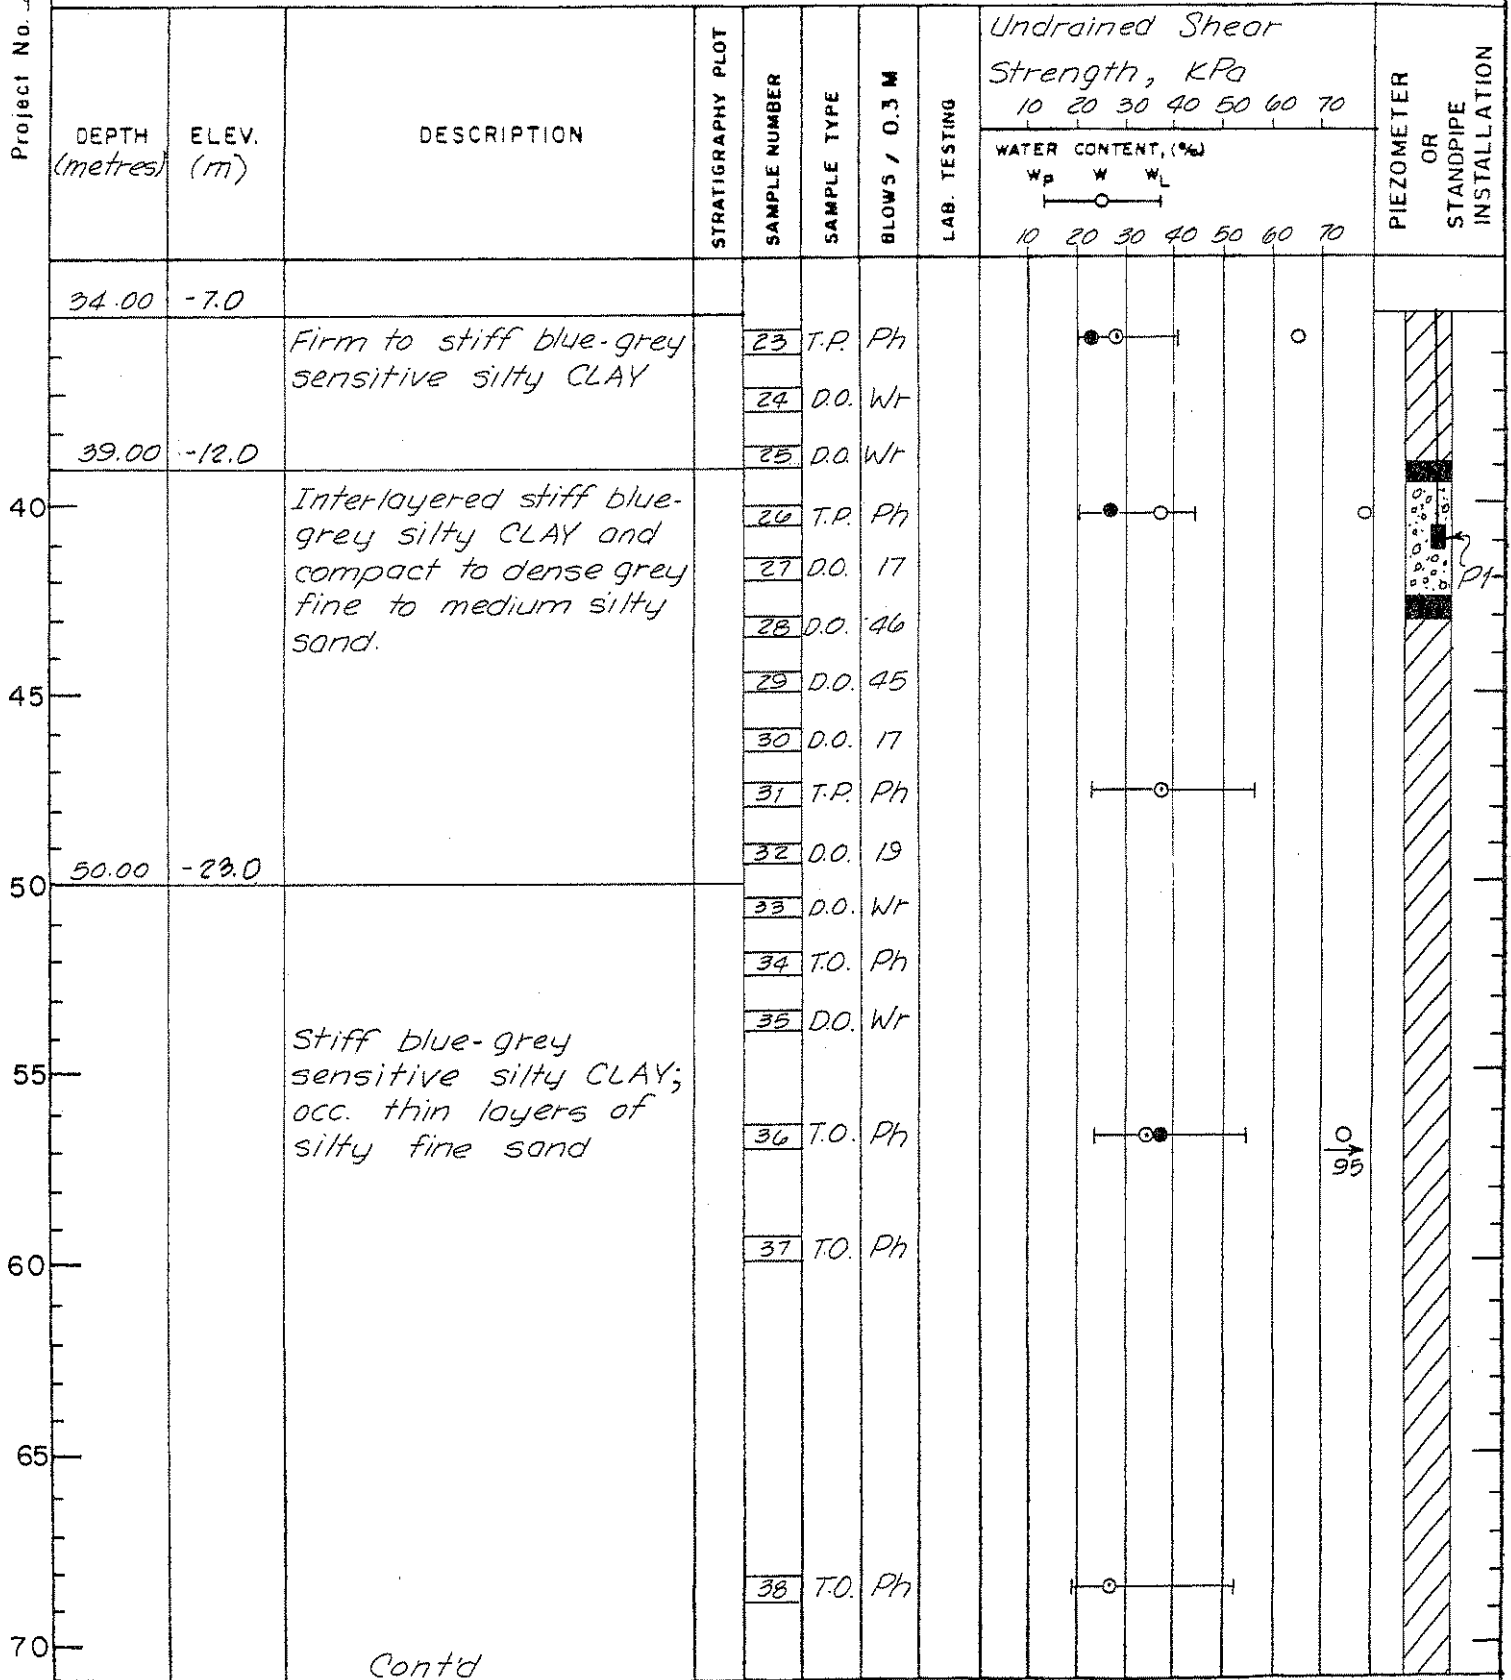 Project No.
DEPTH (metres)
ELEV. (m)
DESCRIPTION
STRATIGRAPHY PLOT
SAMPLE NUMBER
SAMPLE TYPE
BLOWS / 0.3 M
LAB. TESTING
Undrained Shear
Strength, KPa
10 20 30 40 50 60 70
WATER CONTENT, (%)
Wp W WL
10 20 30 40 50 60 70
PIEZOMETER
OR
STANDPIPE
INSTALLATION
34.00 -7.0
Firm to stiff blue-grey
sensitive silty CLAY
23 T.P. Ph
24 D.O. Wr
39.00 -12.0
25 D.O. Wr
40
Interlayered stiff blue-
grey silty CLAY and
compact to dense grey
fine to medium silty
sand.
26 T.P. Ph
27 D.O. 17
P1
28 D.O. 46
45
29 D.O. 45
30 D.O. 17
31 T.P. Ph
32 D.O. 19
50.00 -23.0
50
33 D.O. Wr
34 T.O. Ph
35 D.O. Wr
55
Stiff blue-grey
sensitive silty CLAY;
occ. thin layers of
silty fine sand
36 T.O. Ph
95
37 T.O. Ph
60
65
38 T.O. Ph
70
Cont'd